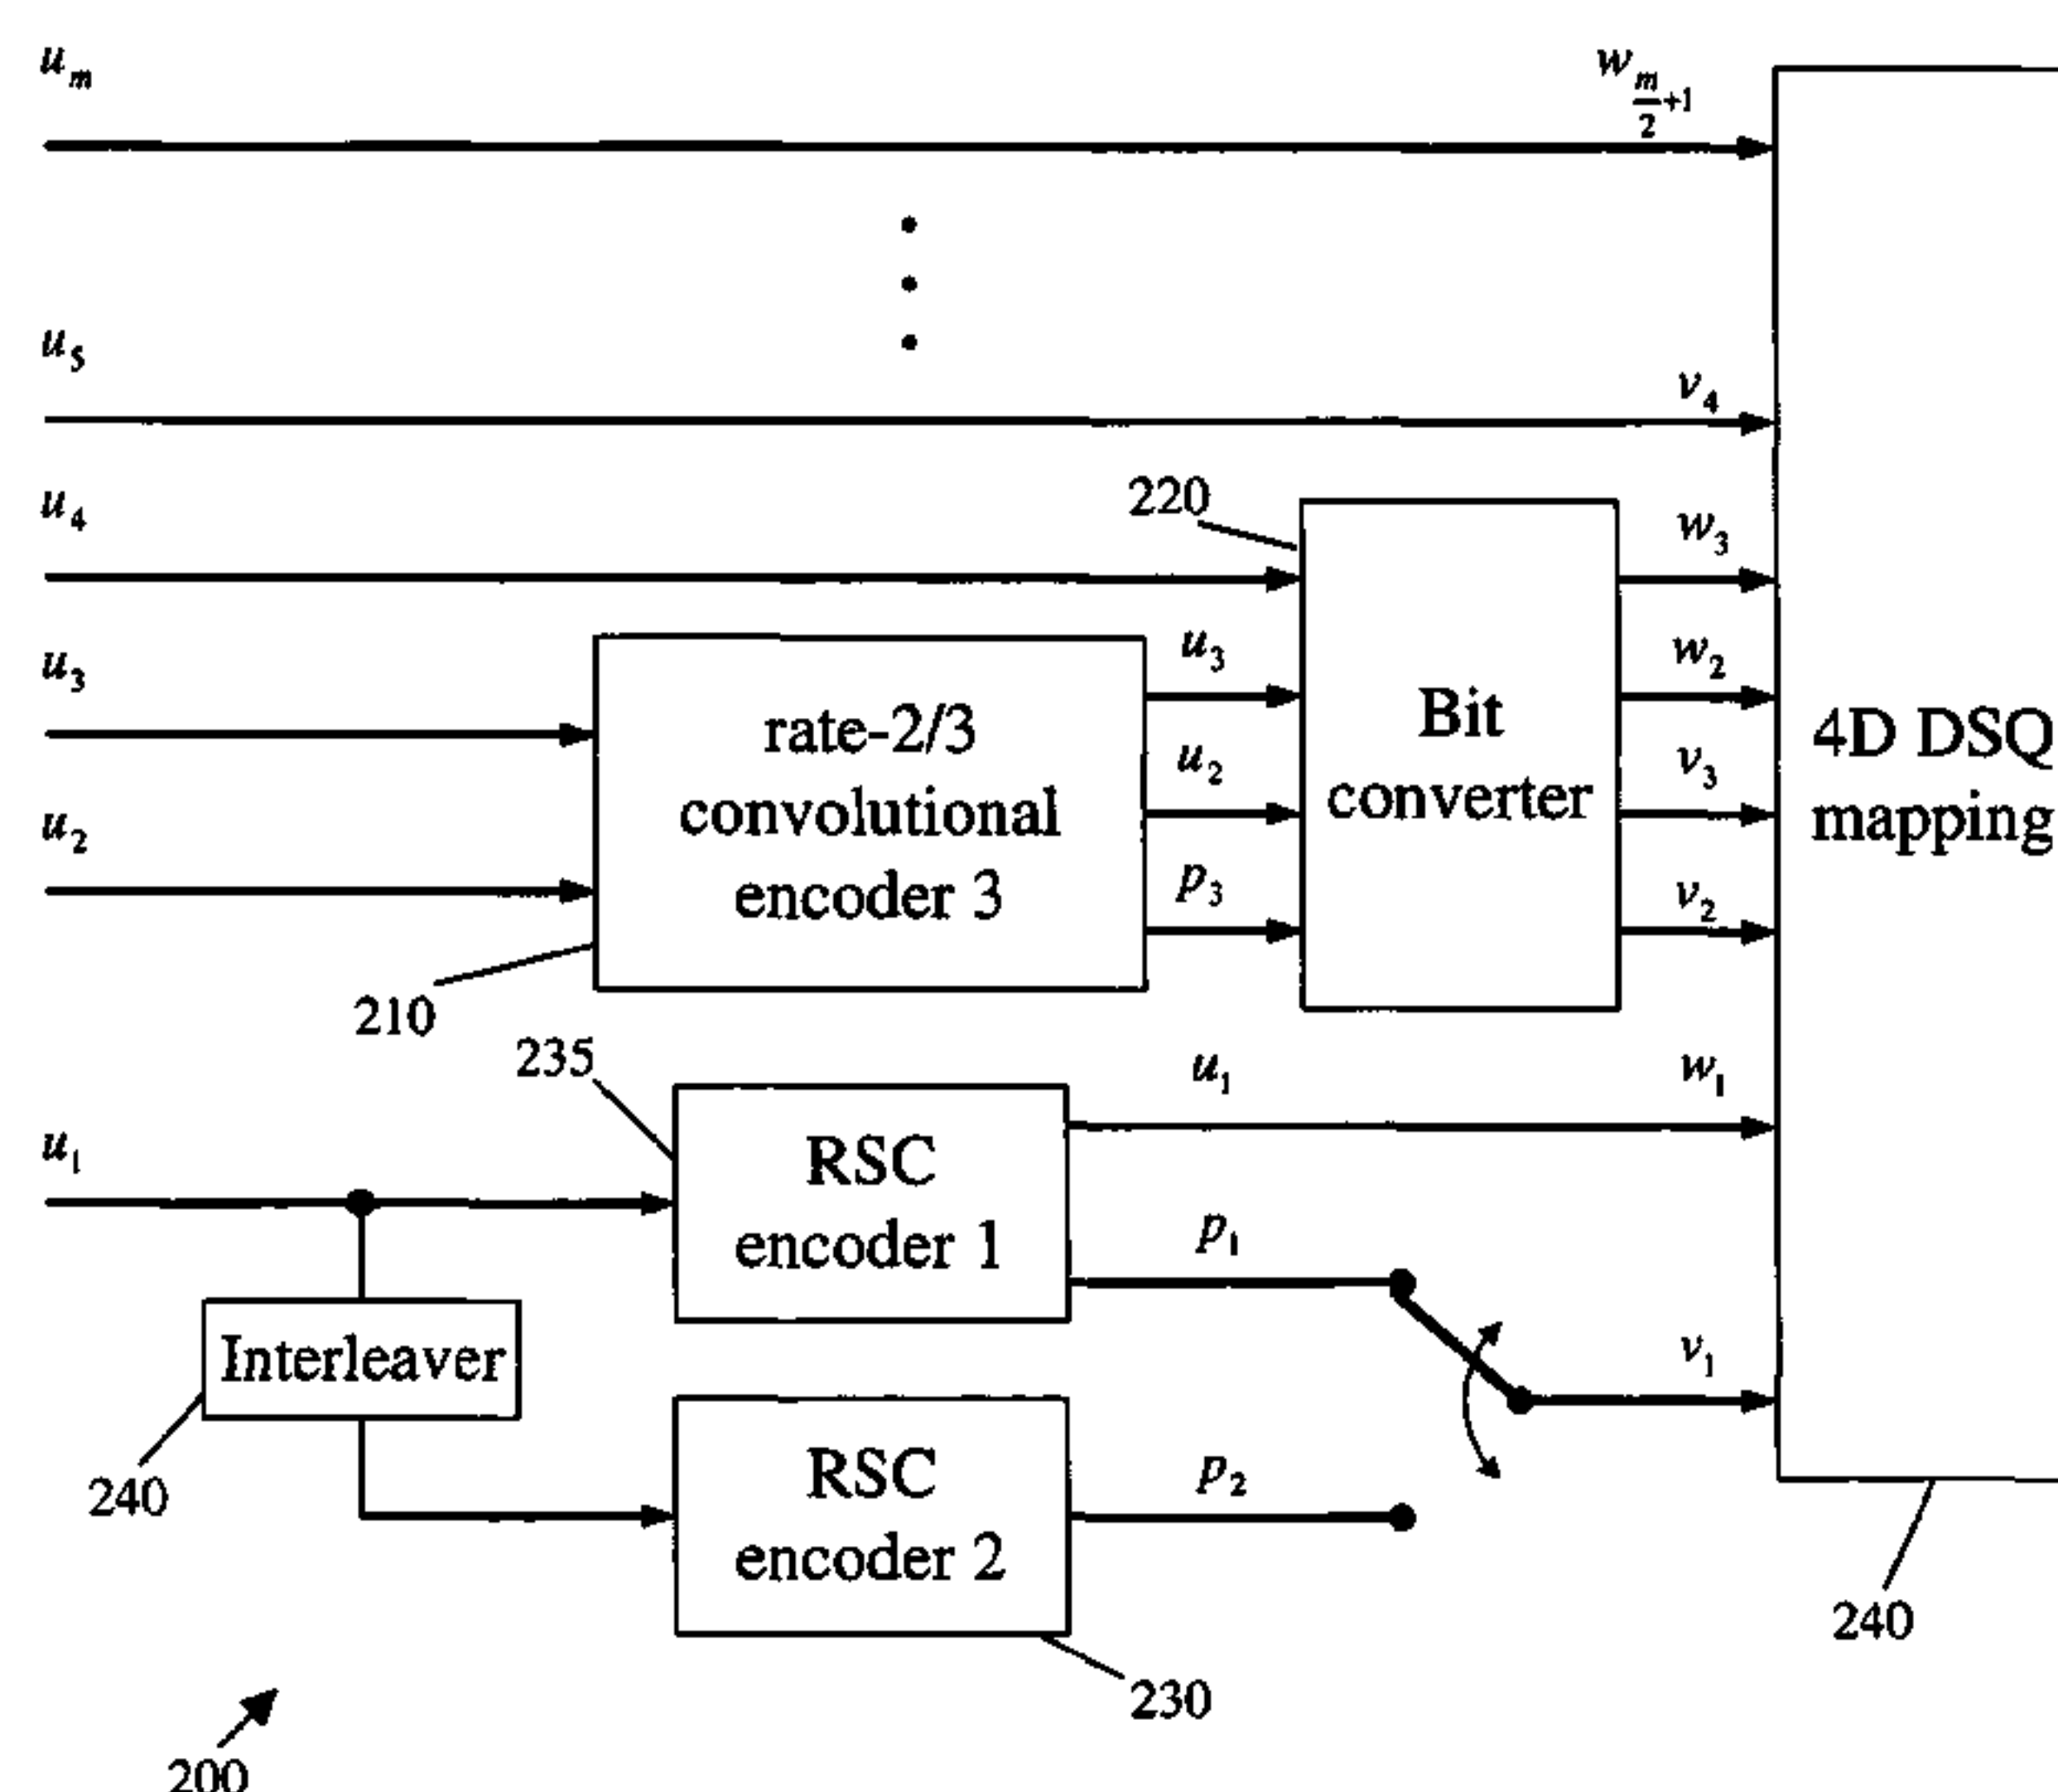 u_m
w_{m/2+1}
u_5
v_4
u_4
220
w_3
u_3
u_3
w_2
rate-2/3
convolutional
encoder 3
Bit
converter
4D DSQ
mapping
u_2
u_2
v_3
p_3
v_2
210
235
u_1
u_1
w_1
RSC
encoder 1
p_1
Interleaver
v_1
240
RSC
encoder 2
p_2
240
230
200